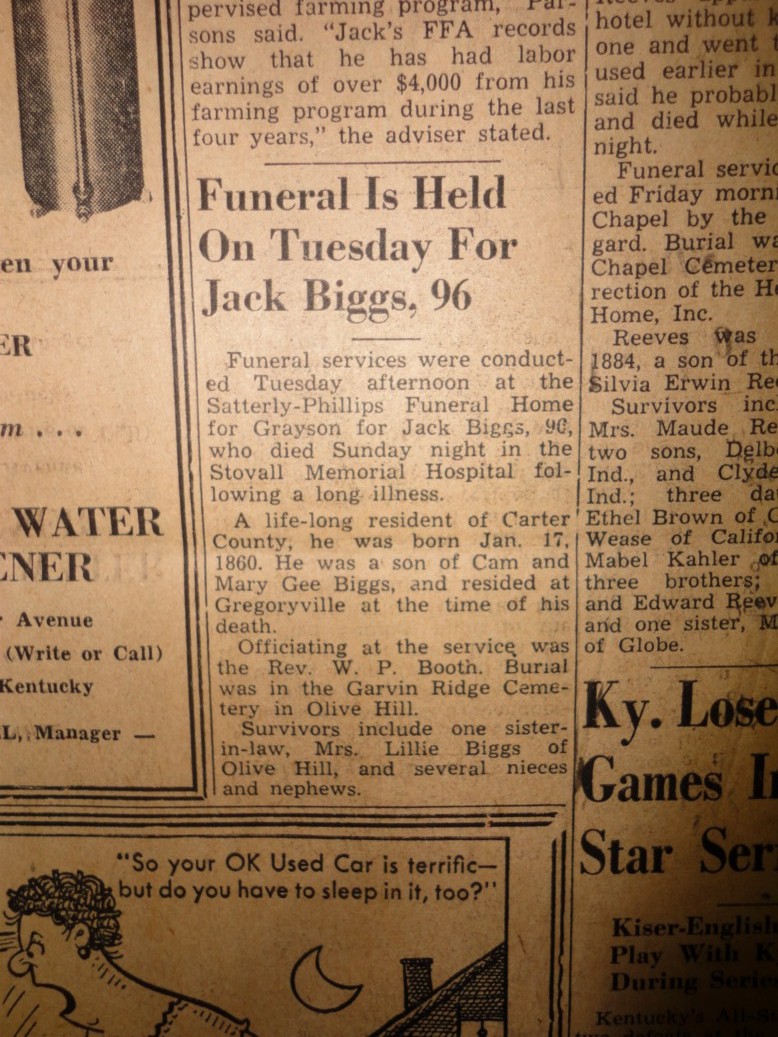 pervised farming program," Par-
sons said. "Jack's FFA records
show that he has had labor
earnings of over $4,000 from his
farming program during the last
four years," the adviser stated.
Funeral Is Held
On Tuesday For
Jack Biggs, 96
Funeral services were conduct-
ed Tuesday afternoon at the
Satterly-Phillips Funeral Home
for Grayson for Jack Biggs, 96,
who died Sunday night in the
Stovall Memorial Hospital fol-
lowing a long illness.
A life-long resident of Carter
County, he was born Jan. 17,
1860. He was a son of Cam and
Mary Gee Biggs, and resided at
Gregoryville at the time of his
death.
Officiating at the service was
the Rev. W. P. Booth. Burial
was in the Garvin Ridge Ceme-
tery in Olive Hill.
Survivors include one sister-
in-law, Mrs. Lillie Biggs of
Olive Hill, and several nieces
and nephews.
en your
ER
m . . .
WATER
ENER
Avenue
(Write or Call)
Kentucky
L, Manager —
"So your OK Used Car is terrific—
but do you have to sleep in it, too?"
hotel without k
one and went t
used earlier in
said he probabl
and died while
night.
Funeral servic
ed Friday morni
Chapel by the
gard. Burial wa
Chapel Cemeter
rection of the He
Home, Inc.
Reeves was
1884, a son of th
Silvia Erwin Ree
Survivors inc
Mrs. Maude Re
two sons, Delb
Ind., and Clyde
Ind.; three da
Ethel Brown of C
Wease of Califor
Mabel Kahler of
three brothers;
and Edward Reev
and one sister, M
of Globe.
Ky. Lose
Games I
Star Ser
Kiser-English
Play With K
During Serie
Kentucky's All-St